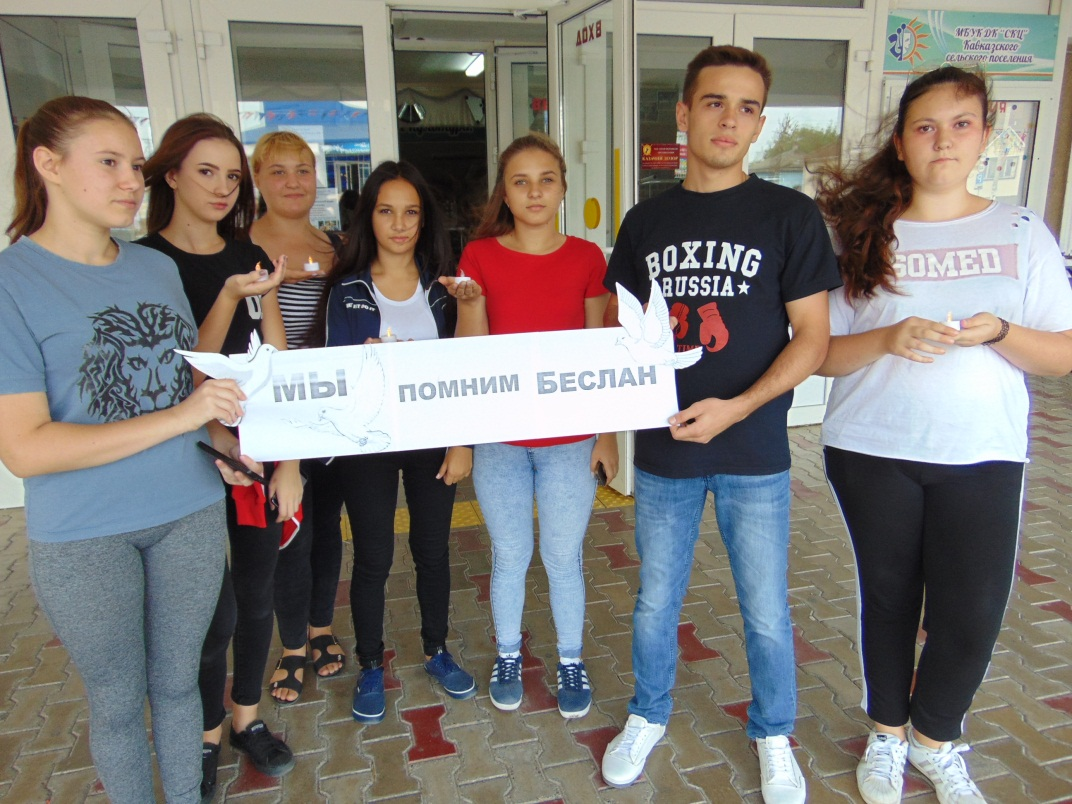 ВХОД
МБУК ДК "СКЦ"
Кавказского
сельского поселения
BOXING
RUSSIA
SOMED
МЫ ПОМНИМ БЕСЛАН